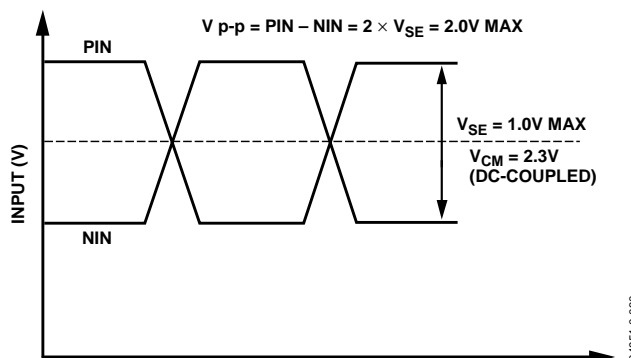 V p-p = PIN – NIN = 2 × VSE = 2.0V MAX
PIN
VSE = 1.0V MAX
VCM = 2.3V
(DC-COUPLED)
INPUT (V)
NIN